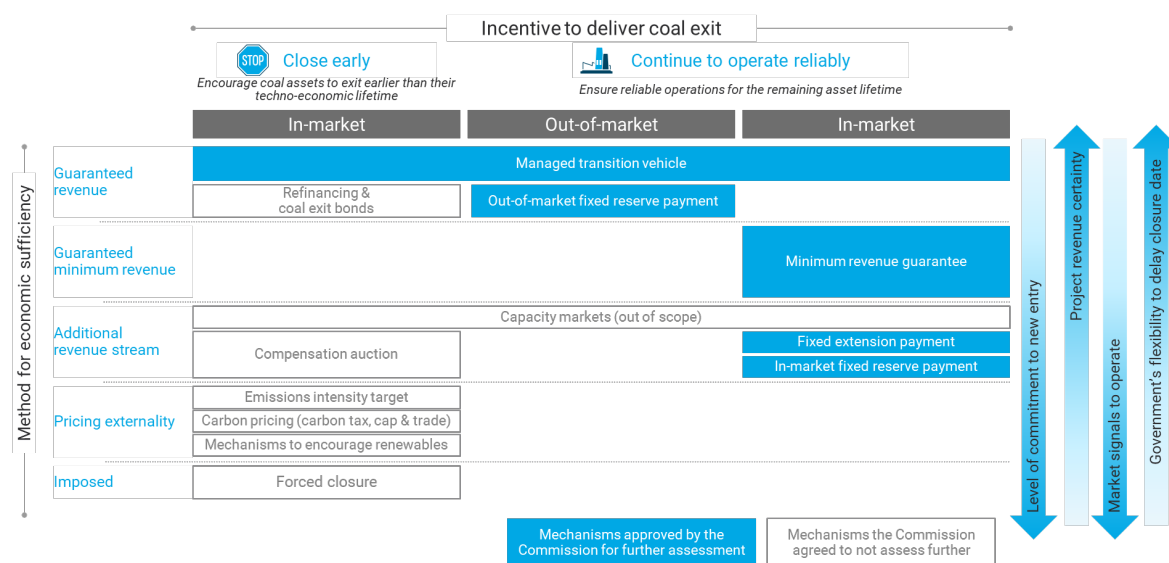 Incentive to deliver coal exit
STOP
Close early
Continue to operate reliably
Encourage coal assets to exit earlier than their
techno-economic lifetime
Ensure reliable operations for the remaining asset lifetime
In-market
Out-of-market
In-market
Method for economic sufficiency
Guaranteed
revenue
Managed transition vehicle
Refinancing &
coal exit bonds
Out-of-market fixed reserve payment
Guaranteed
minimum revenue
Minimum revenue guarantee
Additional
revenue stream
Capacity markets (out of scope)
Compensation auction
Fixed extension payment
In-market fixed reserve payment
Pricing externality
Emissions intensity target
Carbon pricing (carbon tax, cap & trade)
Mechanisms to encourage renewables
Imposed
Forced closure
Level of commitment to new entry
Project revenue certainty
Market signals to operate
Government's flexibility to delay closure date
Mechanisms approved by the
Commission for further assessment
Mechanisms the Commission
agreed to not assess further